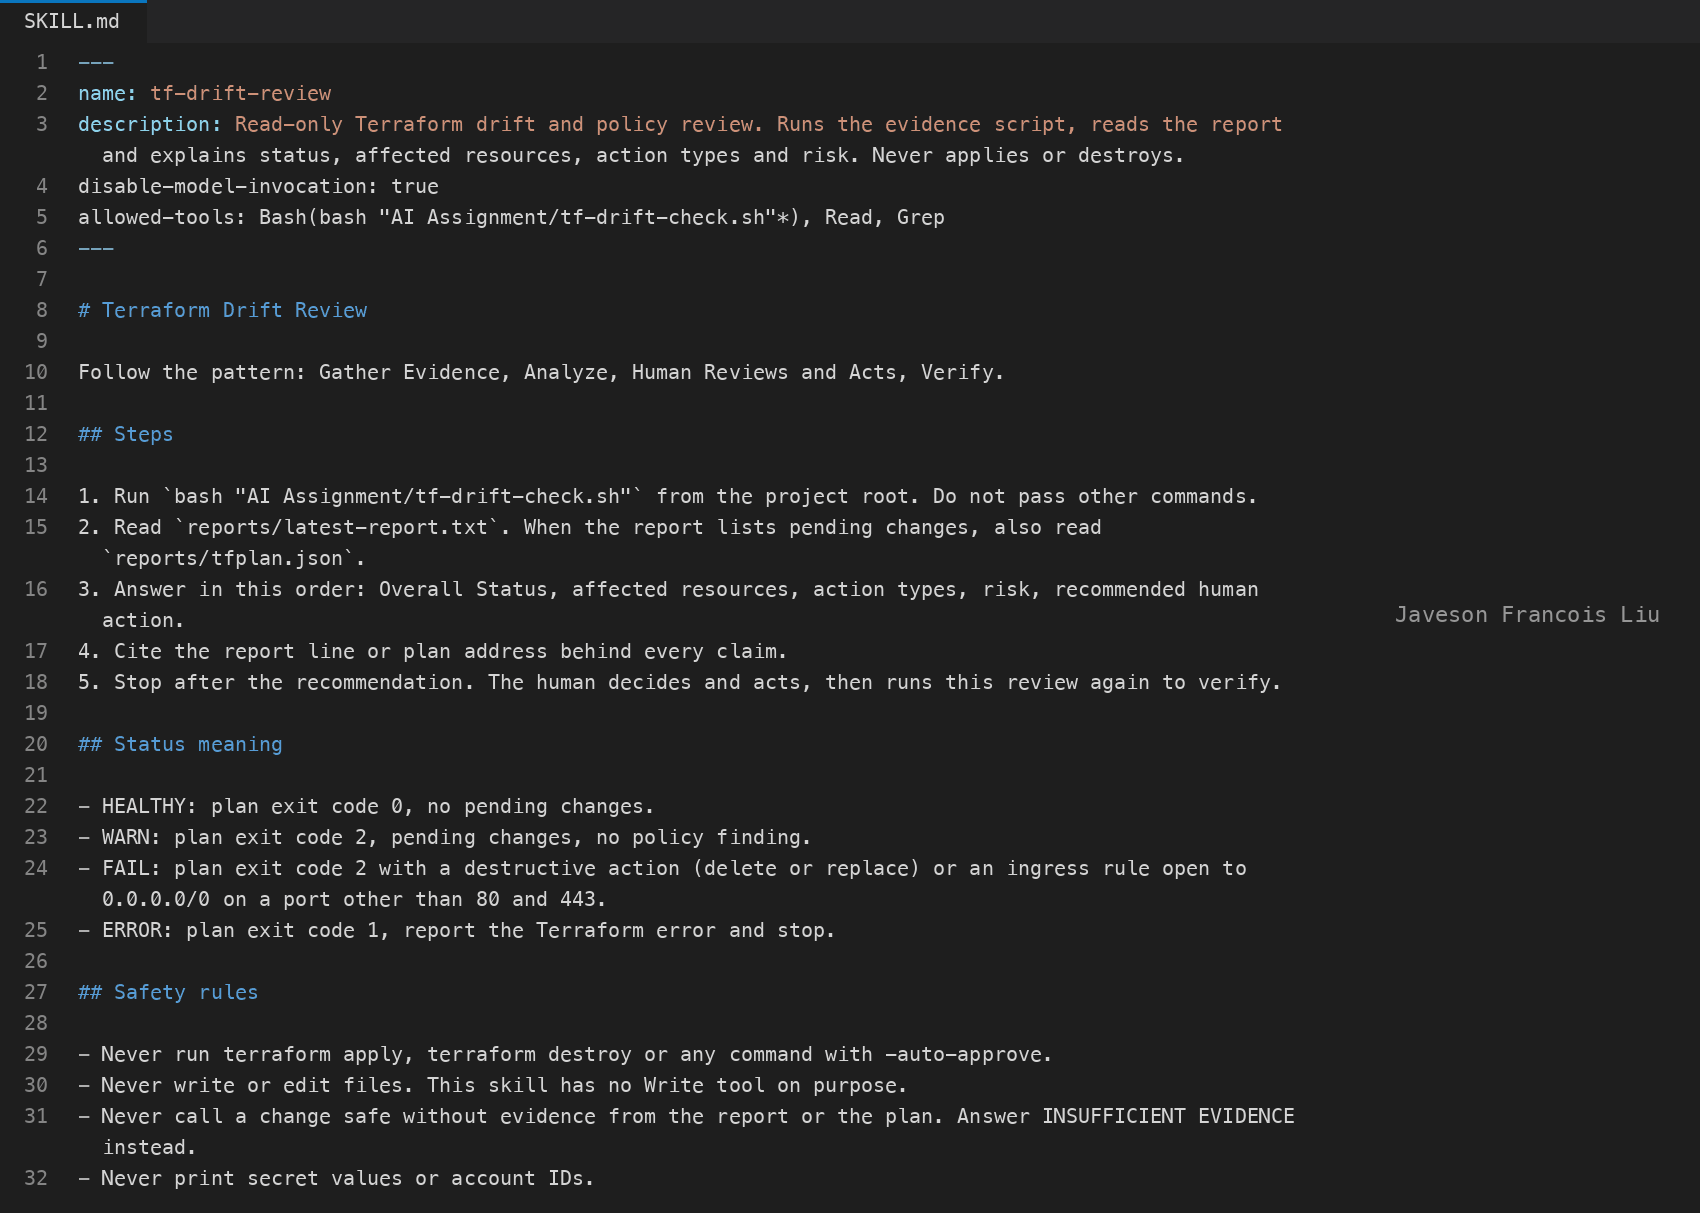 SKILL.md
1 ---
2 name: tf-drift-review
3 description: Read-only Terraform drift and policy review. Runs the evidence script, reads the report
and explains status, affected resources, action types and risk. Never applies or destroys.
4 disable-model-invocation: true
5 allowed-tools: Bash(bash "AI Assignment/tf-drift-check.sh"*), Read, Grep
6 ---
7
8 # Terraform Drift Review
9
10 Follow the pattern: Gather Evidence, Analyze, Human Reviews and Acts, Verify.
11
12 ## Steps
13
14 1. Run `bash "AI Assignment/tf-drift-check.sh"` from the project root. Do not pass other commands.
15 2. Read `reports/latest-report.txt`. When the report lists pending changes, also read
`reports/tfplan.json`.
16 3. Answer in this order: Overall Status, affected resources, action types, risk, recommended human
action.
Javeson Francois Liu
17 4. Cite the report line or plan address behind every claim.
18 5. Stop after the recommendation. The human decides and acts, then runs this review again to verify.
19
20 ## Status meaning
21
22 - HEALTHY: plan exit code 0, no pending changes.
23 - WARN: plan exit code 2, pending changes, no policy finding.
24 - FAIL: plan exit code 2 with a destructive action (delete or replace) or an ingress rule open to
0.0.0.0/0 on a port other than 80 and 443.
25 - ERROR: plan exit code 1, report the Terraform error and stop.
26
27 ## Safety rules
28
29 - Never run terraform apply, terraform destroy or any command with -auto-approve.
30 - Never write or edit files. This skill has no Write tool on purpose.
31 - Never call a change safe without evidence from the report or the plan. Answer INSUFFICIENT EVIDENCE
instead.
32 - Never print secret values or account IDs.